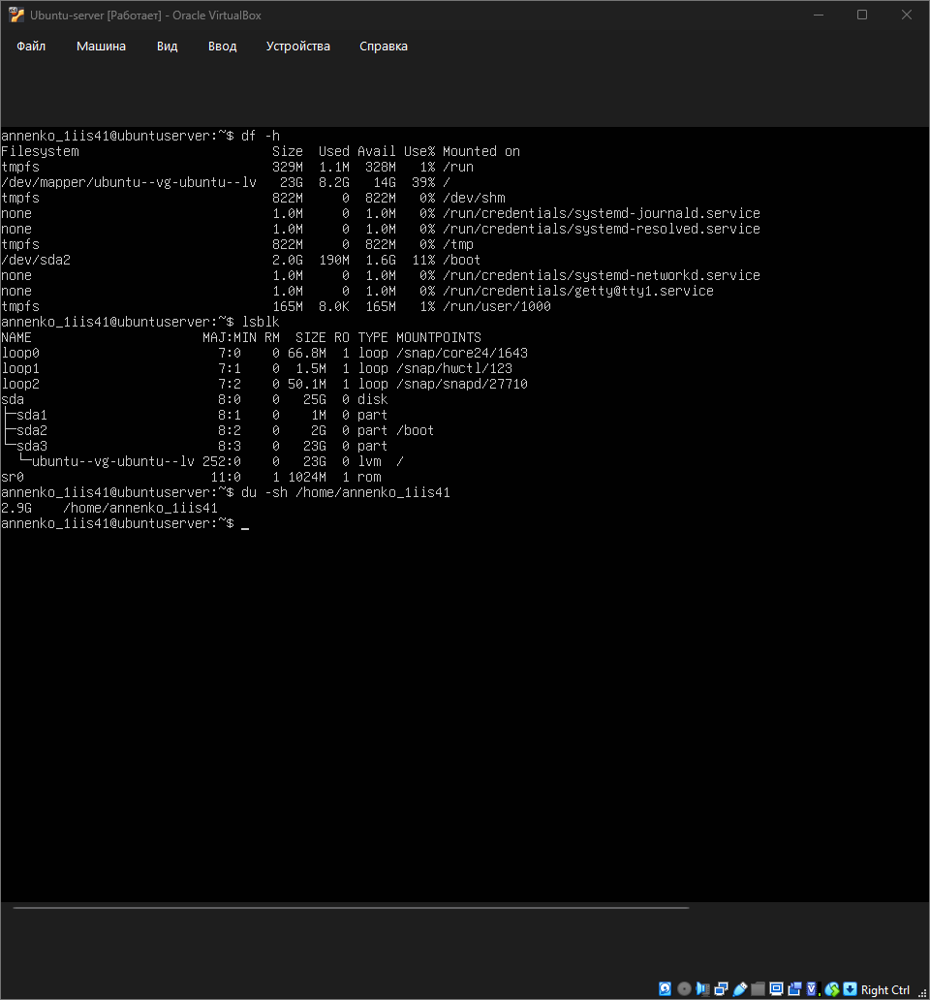 Ubuntu-server [Работает] - Oracle VirtualBox
Файл Машина Вид Ввод Устройства Справка
annenko_1iis41@ubuntuserver:~$ df -h
Filesystem                         Size  Used Avail Use% Mounted on
tmpfs                              329M  1.1M  328M   1% /run
/dev/mapper/ubuntu--vg-ubuntu--lv   23G  8.2G   14G  39% /
tmpfs                              822M     0  822M   0% /dev/shm
none                               1.0M     0  1.0M   0% /run/credentials/systemd-journald.service
none                               1.0M     0  1.0M   0% /run/credentials/systemd-resolved.service
tmpfs                              822M     0  822M   0% /tmp
/dev/sda2                          2.0G  190M  1.6G  11% /boot
none                               1.0M     0  1.0M   0% /run/credentials/systemd-networkd.service
none                               1.0M     0  1.0M   0% /run/credentials/getty@tty1.service
tmpfs                              165M  8.0K  165M   1% /run/user/1000
annenko_1iis41@ubuntuserver:~$ lsblk
NAME                      MAJ:MIN RM  SIZE RO TYPE MOUNTPOINTS
loop0                       7:0    0 66.8M  1 loop /snap/core24/1643
loop1                       7:1    0  1.5M  1 loop /snap/hwctl/123
loop2                       7:2    0 50.1M  1 loop /snap/snapd/27710
sda                         8:0    0   25G  0 disk
├─sda1                      8:1    0    1M  0 part
├─sda2                      8:2    0    2G  0 part /boot
└─sda3                      8:3    0   23G  0 part
  └─ubuntu--vg-ubuntu--lv 252:0    0   23G  0 lvm  /
sr0                        11:0    1 1024M  1 rom
annenko_1iis41@ubuntuserver:~$ du -sh /home/annenko_1iis41
2.9G    /home/annenko_1iis41
annenko_1iis41@ubuntuserver:~$ _
Right Ctrl